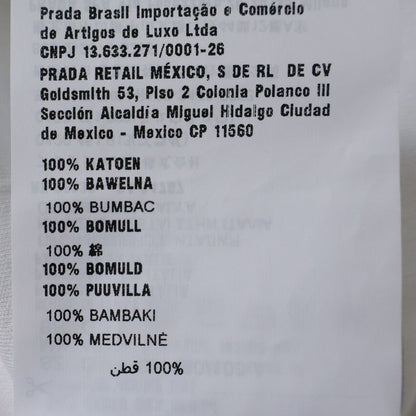 Prada Brasil Importação e Comércio
de Artigos de Luxo Ltda
CNPJ 13.633.271/0001-26
PRADA RETAIL MÉXICO, S DE RL DE CV
Goldsmith 53, Piso 2 Colonia Polanco III
Sección Alcaldía Miguel Hidalgo Ciudad
de Mexico - Mexico CP 11560
100% KATOEN
100% BAWELNA
100% BUMBAC
100% BOMULL
100% 綿
100% BOMULD
100% PUUVILLA
100% BAMBAKI
100% MEDVILNĖ
100% قطن